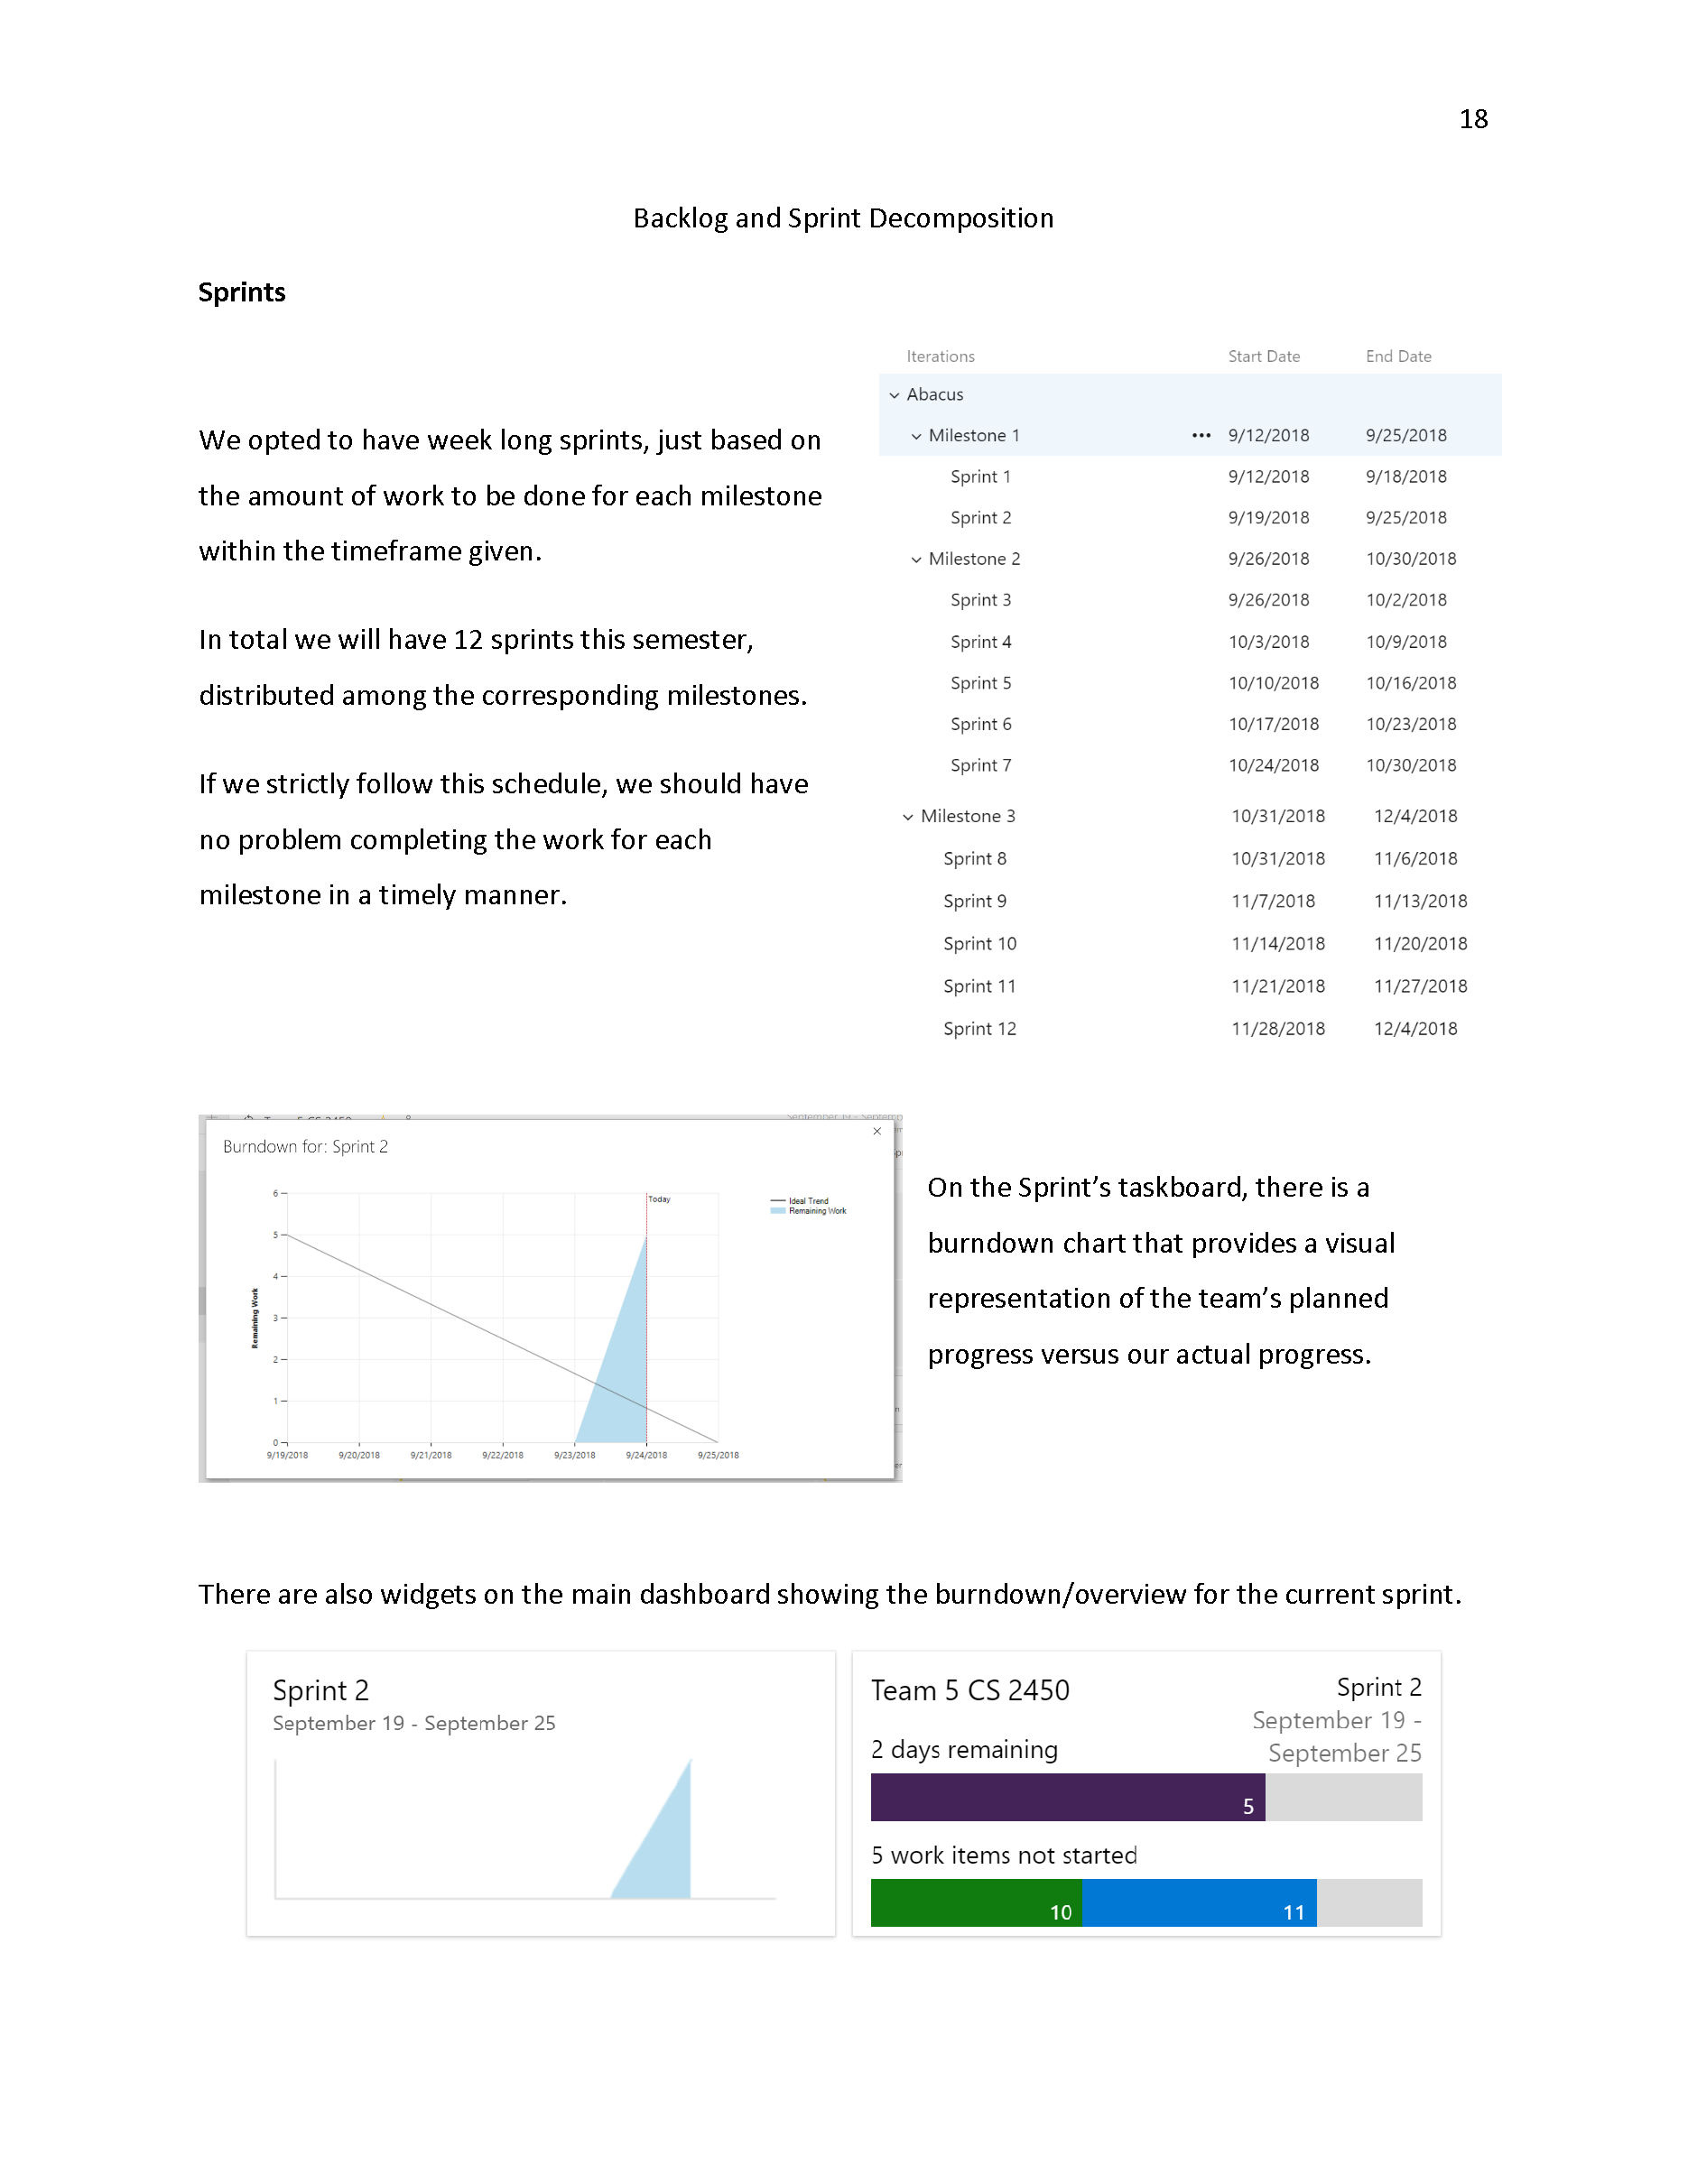 18
Backlog and Sprint Decomposition
Sprints
We opted to have week long sprints, just based on
the amount of work to be done for each milestone
within the timeframe given.
In total we will have 12 sprints this semester,
distributed among the corresponding milestones.
If we strictly follow this schedule, we should have
no problem completing the work for each
milestone in a timely manner.
Iterations Start Date End Date
Abacus
Milestone 1 ••• 9/12/2018 9/25/2018
Sprint 1 9/12/2018 9/18/2018
Sprint 2 9/19/2018 9/25/2018
Milestone 2 9/26/2018 10/30/2018
Sprint 3 9/26/2018 10/2/2018
Sprint 4 10/3/2018 10/9/2018
Sprint 5 10/10/2018 10/16/2018
Sprint 6 10/17/2018 10/23/2018
Sprint 7 10/24/2018 10/30/2018
Milestone 3 10/31/2018 12/4/2018
Sprint 8 10/31/2018 11/6/2018
Sprint 9 11/7/2018 11/13/2018
Sprint 10 11/14/2018 11/20/2018
Sprint 11 11/21/2018 11/27/2018
Sprint 12 11/28/2018 12/4/2018
Burndown for: Sprint 2
Today
Ideal Trend
Remaining Work
Remaining Work
6
5
4
3
2
1
0
9/19/2018 9/20/2018 9/21/2018 9/22/2018 9/23/2018 9/24/2018 9/25/2018
On the Sprint’s taskboard, there is a
burndown chart that provides a visual
representation of the team’s planned
progress versus our actual progress.
There are also widgets on the main dashboard showing the burndown/overview for the current sprint.
Sprint 2
September 19 - September 25
Team 5 CS 2450
Sprint 2
September 19 -
September 25
2 days remaining
5
5 work items not started
10 11